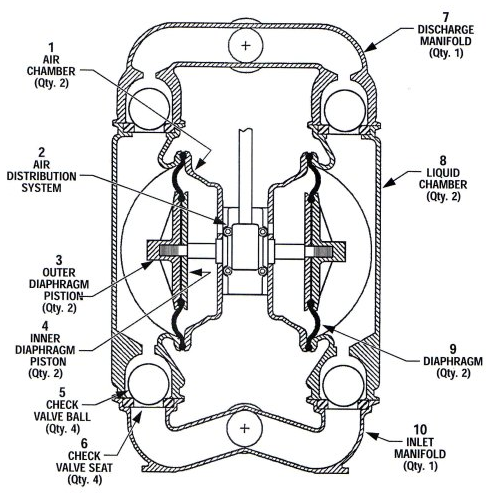 1
AIR
CHAMBER
(Qty. 2)
2
AIR
DISTRIBUTION
SYSTEM
3
OUTER
DIAPHRAGM
PISTION
(Qty. 2)
4
INNER
DIAPHRAGM
PISTON
(Qty. 2)
5
CHECK
VALVE BALL
(Qty. 4)
6
CHECK
VALVE SEAT
(Qty. 4)
7
DISCHARGE
MANIFOLD
(Qty. 1)
8
LIQUID
CHAMBER
(Qty. 2)
9
DIAPHRAGM
(Qty. 2)
10
INLET
MANIFOLD
(Qty. 1)